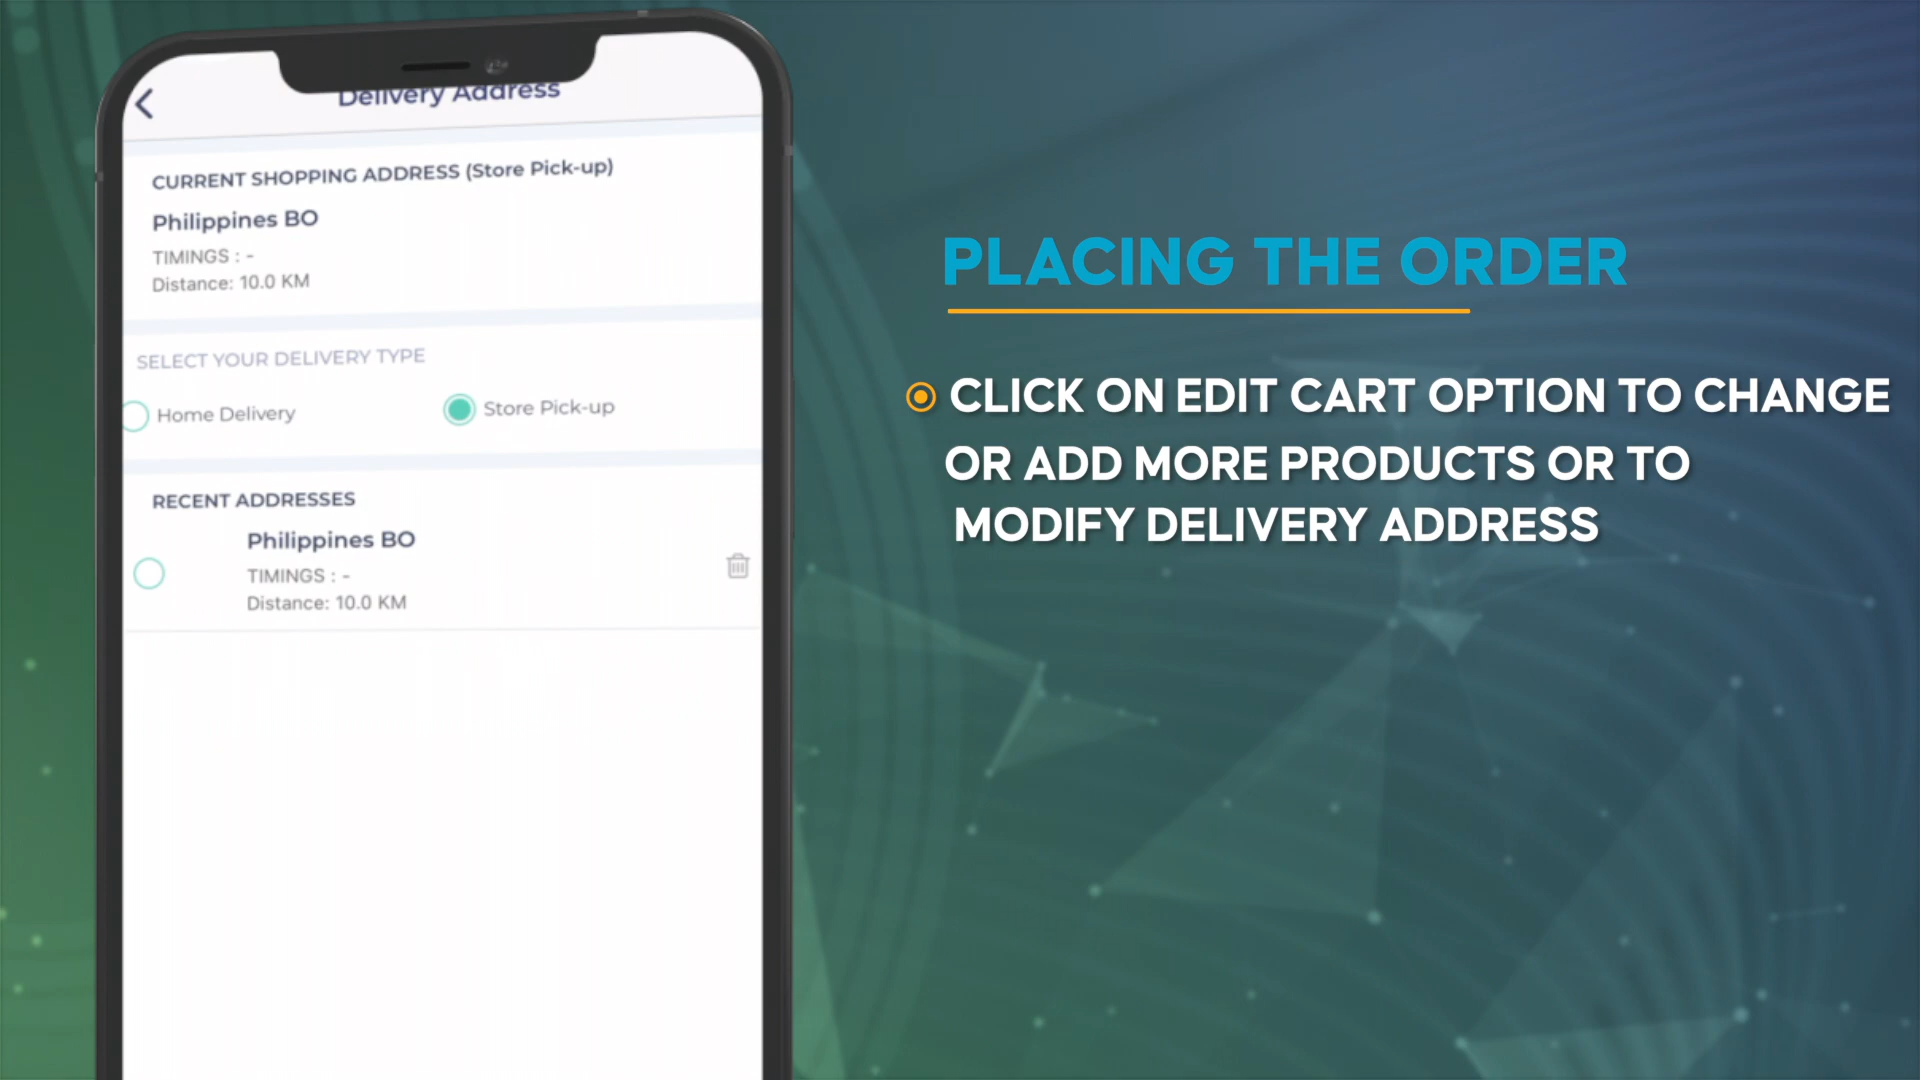 Delivery Address
CURRENT SHOPPING ADDRESS (Store Pick-up)
Philippines BO
TIMINGS : -
Distance: 10.0 KM
SELECT YOUR DELIVERY TYPE
Home Delivery
Store Pick-up
RECENT ADDRESSES
Philippines BO
TIMINGS : -
Distance: 10.0 KM
PLACING THE ORDER
CLICK ON EDIT CART OPTION TO CHANGE
OR ADD MORE PRODUCTS OR TO
MODIFY DELIVERY ADDRESS